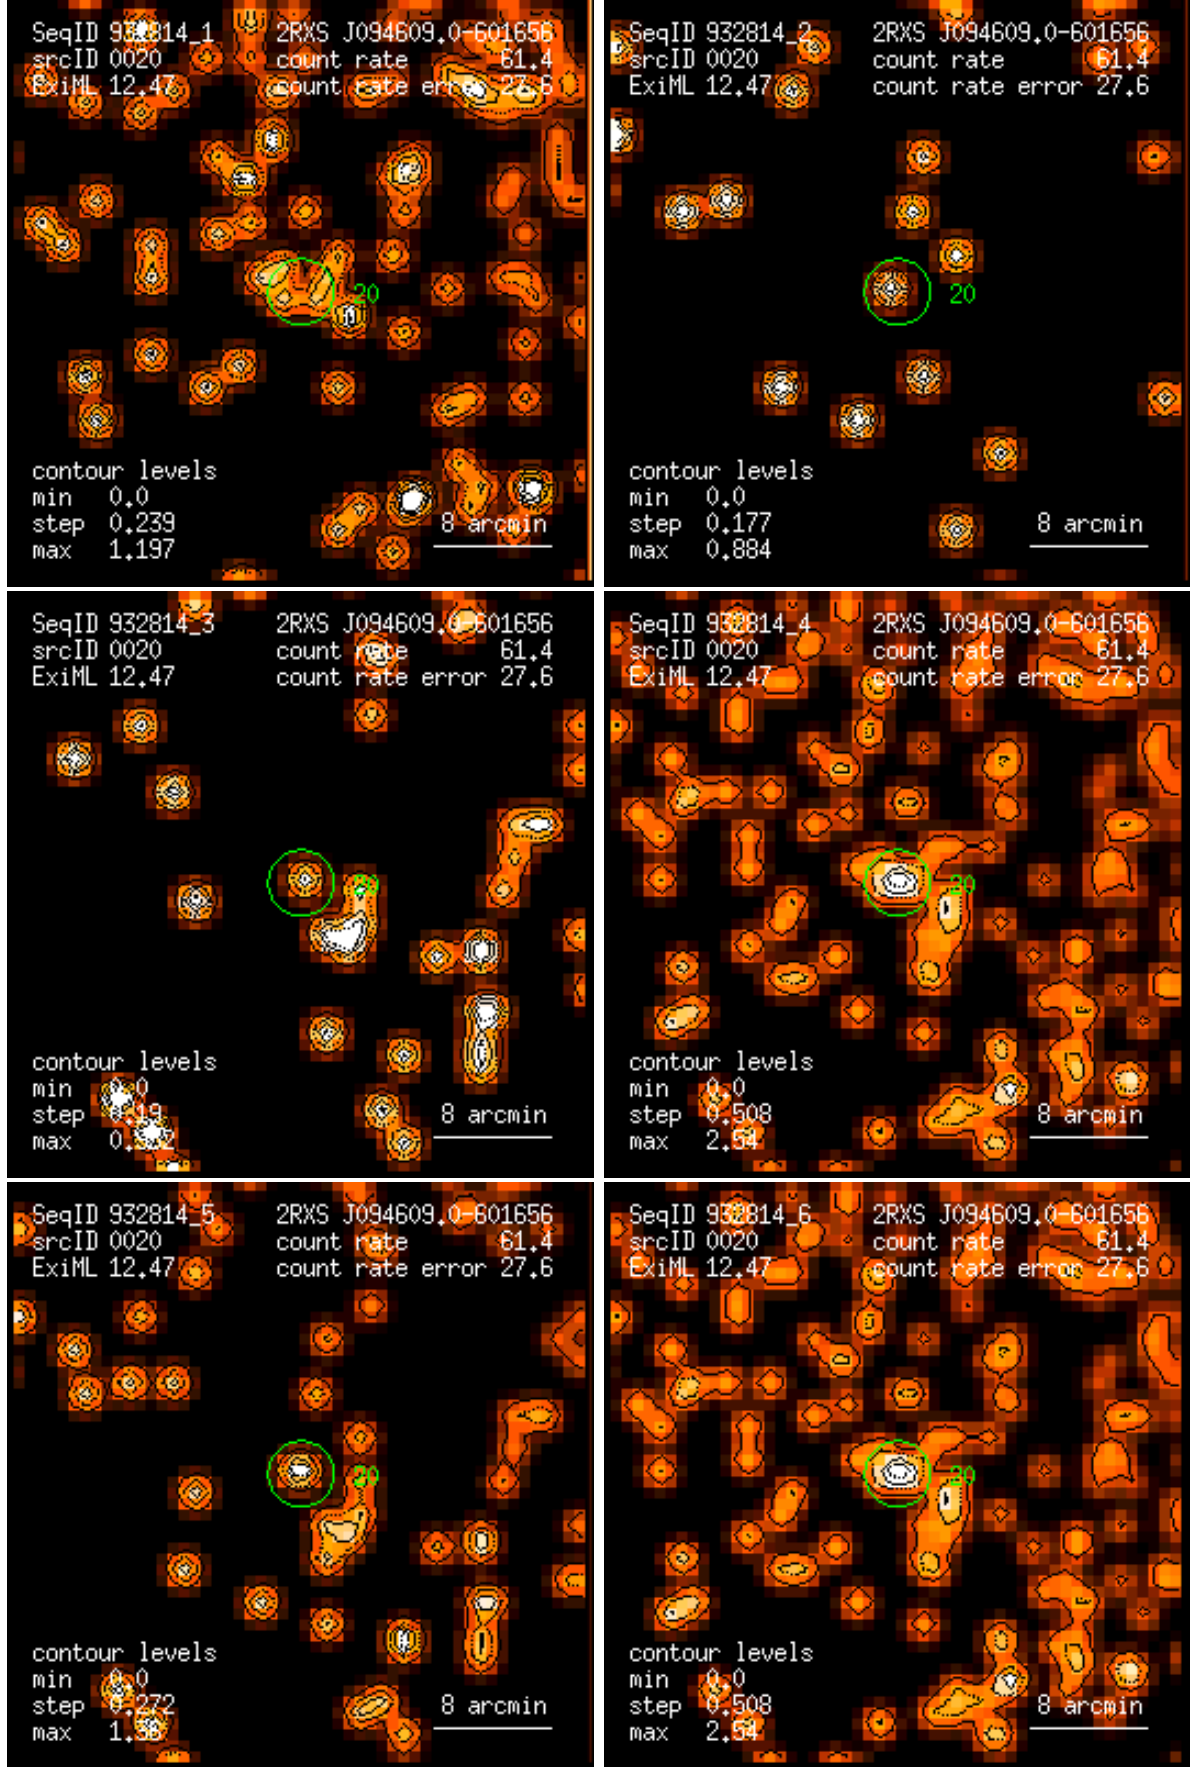 SeqID 932814_1 2RXS J094609.0-601656
srcID 0020 count rate 61.4
ExiML 12.47 count rate error 27.6
20
contour levels
min 0.0
step 0.239
max 1.197
8 arcmin
SeqID 932814_2 2RXS J094609.0-601656
srcID 0020 count rate 61.4
ExiML 12.47 count rate error 27.6
20
contour levels
min 0.0
step 0.177
max 0.884
8 arcmin
SeqID 932814_3 2RXS J094609.0-601656
srcID 0020 count rate 61.4
ExiML 12.47 count rate error 27.6
20
contour levels
min 0.0
step 0.19
max
8 arcmin
SeqID 932814_4 2RXS J094609.0-601656
srcID 0020 count rate 61.4
ExiML 12.47 count rate error 27.6
20
contour levels
min 0.0
step 0.508
max 2.54
8 arcmin
SeqID 932814_5 2RXS J094609.0-601656
srcID 0020 count rate 61.4
ExiML 12.47 count rate error 27.6
20
contour levels
min 0.0
step 0.272
max
8 arcmin
SeqID 932814_6 2RXS J094609.0-601656
srcID 0020 count rate 61.4
ExiML 12.47 count rate error 27.6
20
contour levels
min 0.0
step 0.508
max 2.54
8 arcmin